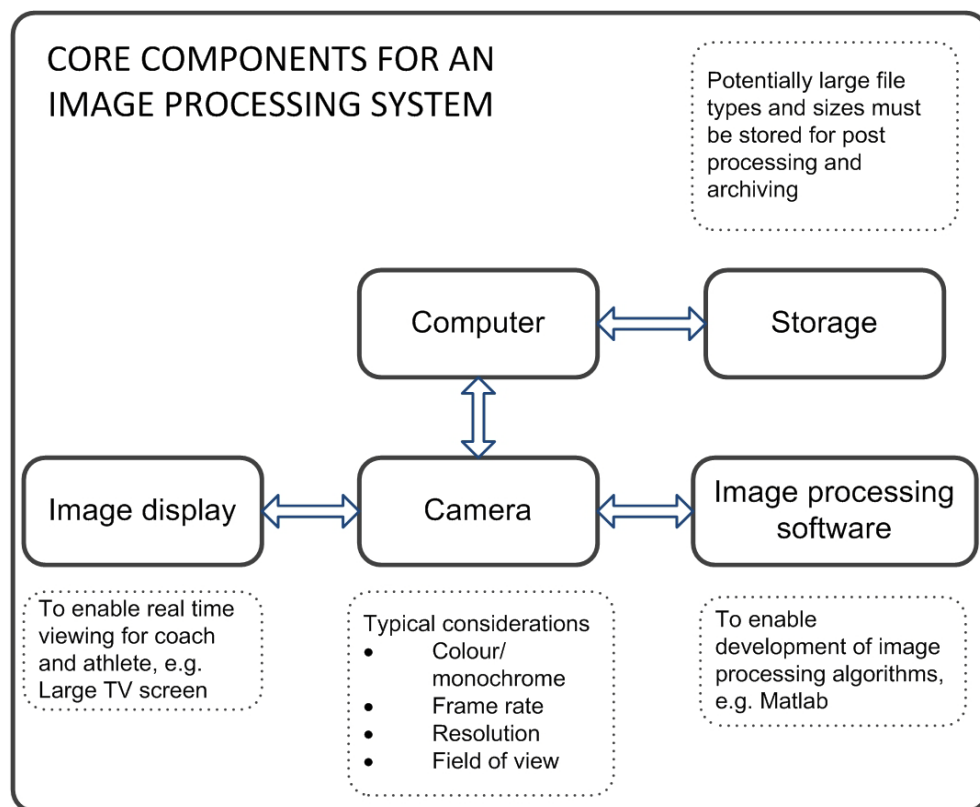 CORE COMPONENTS FOR AN
IMAGE PROCESSING SYSTEM
Potentially large file
types and sizes must
be stored for post
processing and
archiving
Computer
Storage
Image display
Camera
Image processing
software
To enable real time
viewing for coach
and athlete, e.g.
Large TV screen
Typical considerations
• Colour/
monochrome
• Frame rate
• Resolution
• Field of view
To enable
development of image
processing algorithms,
e.g. Matlab